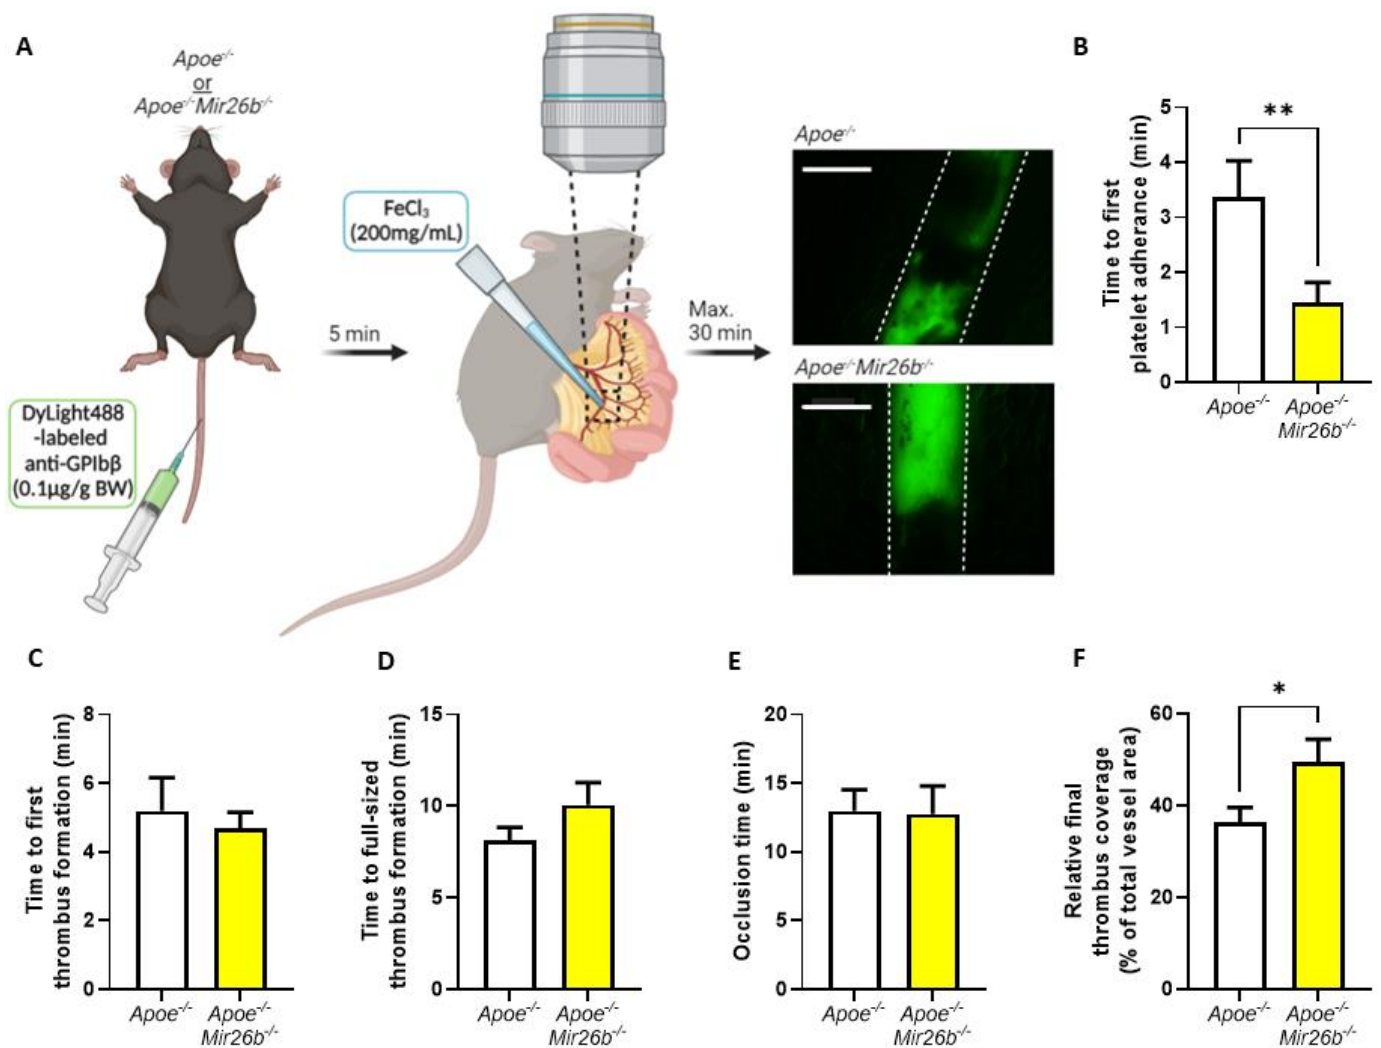 A
Apoe-/-
or
Apoe-/-Mir26b-/-
DyLight488
-labeled
anti-GPIbβ
(0.1µg/g BW)
5 min
FeCl₃
(200mg/mL)
Max.
30 min
Apoe-/-
Apoe-/-Mir26b-/-
B
Time to first
platelet adherance (min)
5
4
3
2
1
0
**
Apoe-/-
Apoe-/-
Mir26b-/-
C
Time to first
thrombus formation (min)
8
6
4
2
0
Apoe-/-
Apoe-/-
Mir26b-/-
D
Time to full-sized
thrombus formation (min)
15
10
5
0
Apoe-/-
Apoe-/-
Mir26b-/-
E
Occlusion time (min)
20
15
10
5
0
Apoe-/-
Apoe-/-
Mir26b-/-
F
Relative final
thrombus coverage
(% of total vessel area)
60
40
20
0
*
Apoe-/-
Apoe-/-
Mir26b-/-